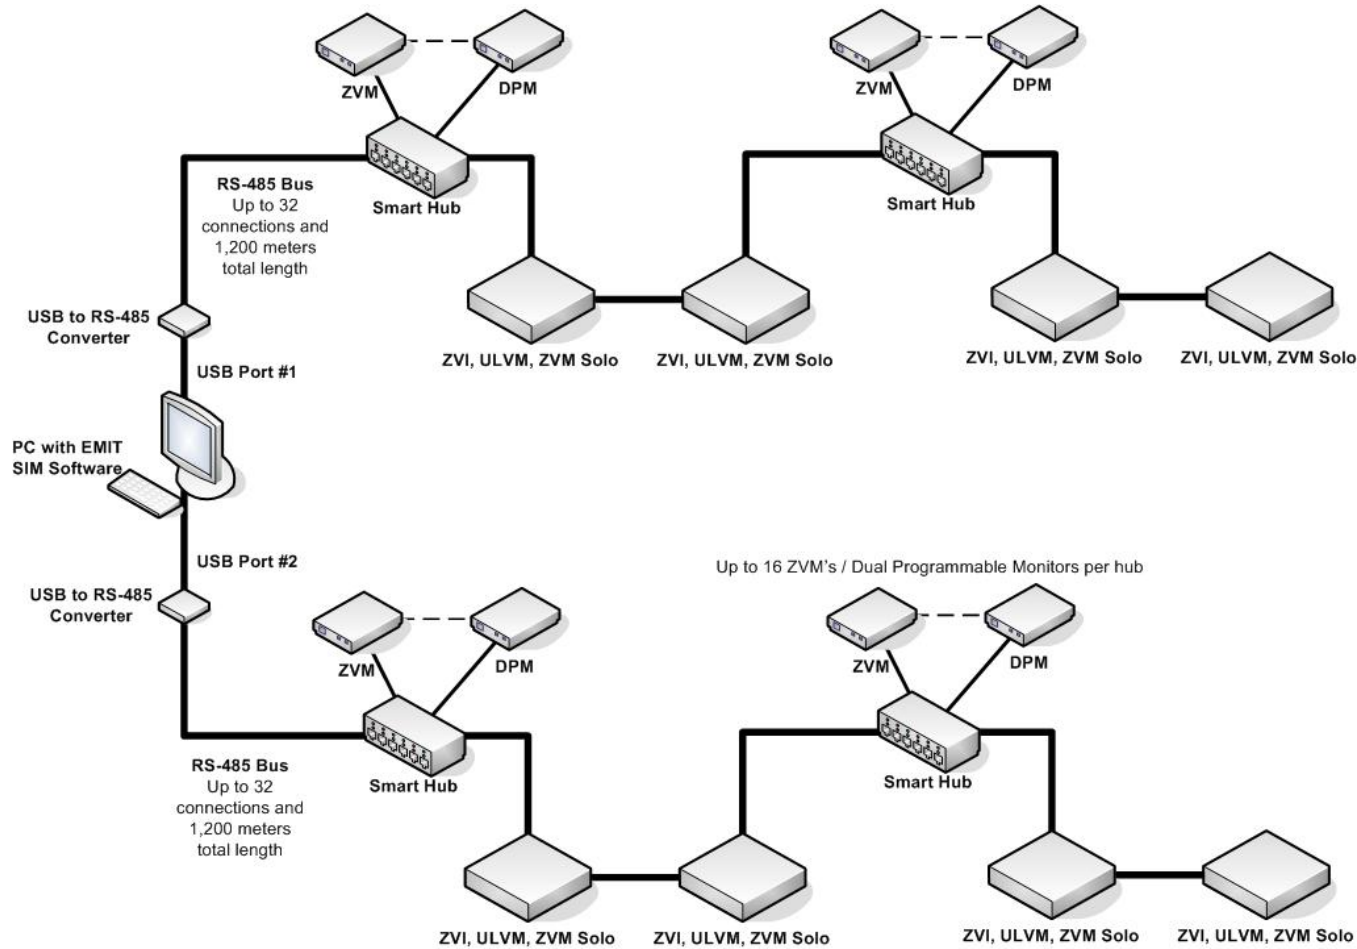 ZVM
DPM
ZVM
DPM
RS-485 Bus
Up to 32
connections and
1,200 meters
total length
Smart Hub
Smart Hub
USB to RS-485
Converter
ZVI, ULVM, ZVM Solo
ZVI, ULVM, ZVM Solo
ZVI, ULVM, ZVM Solo
ZVI, ULVM, ZVM Solo
USB Port #1
PC with EMIT
SIM Software
USB Port #2
Up to 16 ZVM's / Dual Programmable Monitors per hub
USB to RS-485
Converter
ZVM
DPM
ZVM
DPM
RS-485 Bus
Up to 32
connections and
1,200 meters
total length
Smart Hub
Smart Hub
ZVI, ULVM, ZVM Solo
ZVI, ULVM, ZVM Solo
ZVI, ULVM, ZVM Solo
ZVI, ULVM, ZVM Solo